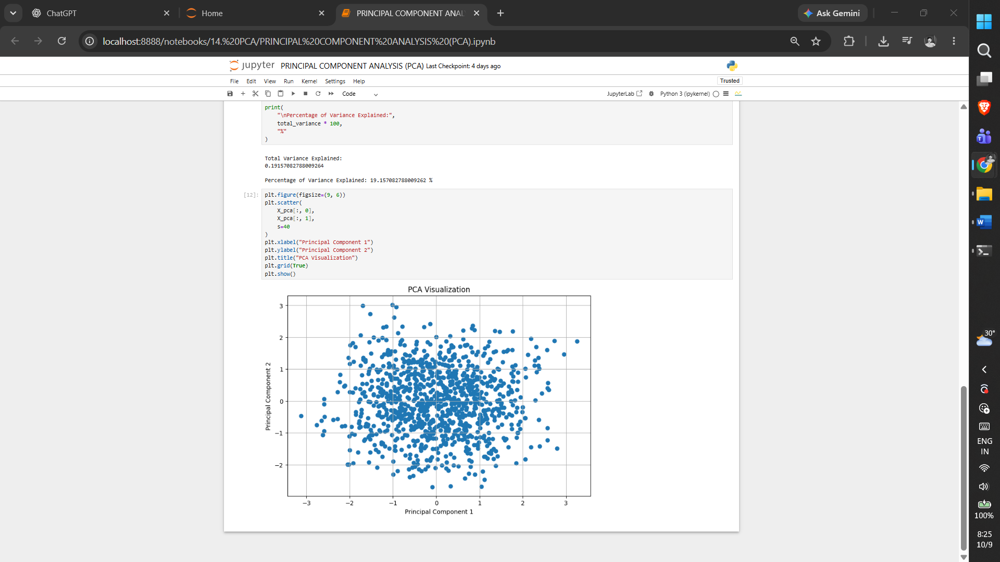 ChatGPT
Home
PRINCIPAL COMPONENT ANAL
Ask Gemini
localhost:8888/notebooks/14.%20PCA/PRINCIPAL%20COMPONENT%20ANALYSIS%20(PCA).ipynb
jupyter PRINCIPAL COMPONENT ANALYSIS (PCA) Last Checkpoint: 4 days ago
File Edit View Run Kernel Settings Help
Trusted
Code
JupyterLab
Python 3 (ipykernel)
print(
"\nPercentage of Variance Explained:",
total_variance * 100,
"%"
)
Total Variance Explained:
0.19157082788009264
Percentage of Variance Explained: 19.157082788009262 %
[12]:
plt.figure(figsize=(9, 6))
plt.scatter(
X_pca[:, 0],
X_pca[:, 1],
s=40
)
plt.xlabel("Principal Component 1")
plt.ylabel("Principal Component 2")
plt.title("PCA Visualization")
plt.grid(True)
plt.show()
PCA Visualization
Principal Component 2
3
2
1
0
−1
−2
−3 −2 −1 0 1 2 3
Principal Component 1
30°
ENG
IN
100%
8:25
10/9